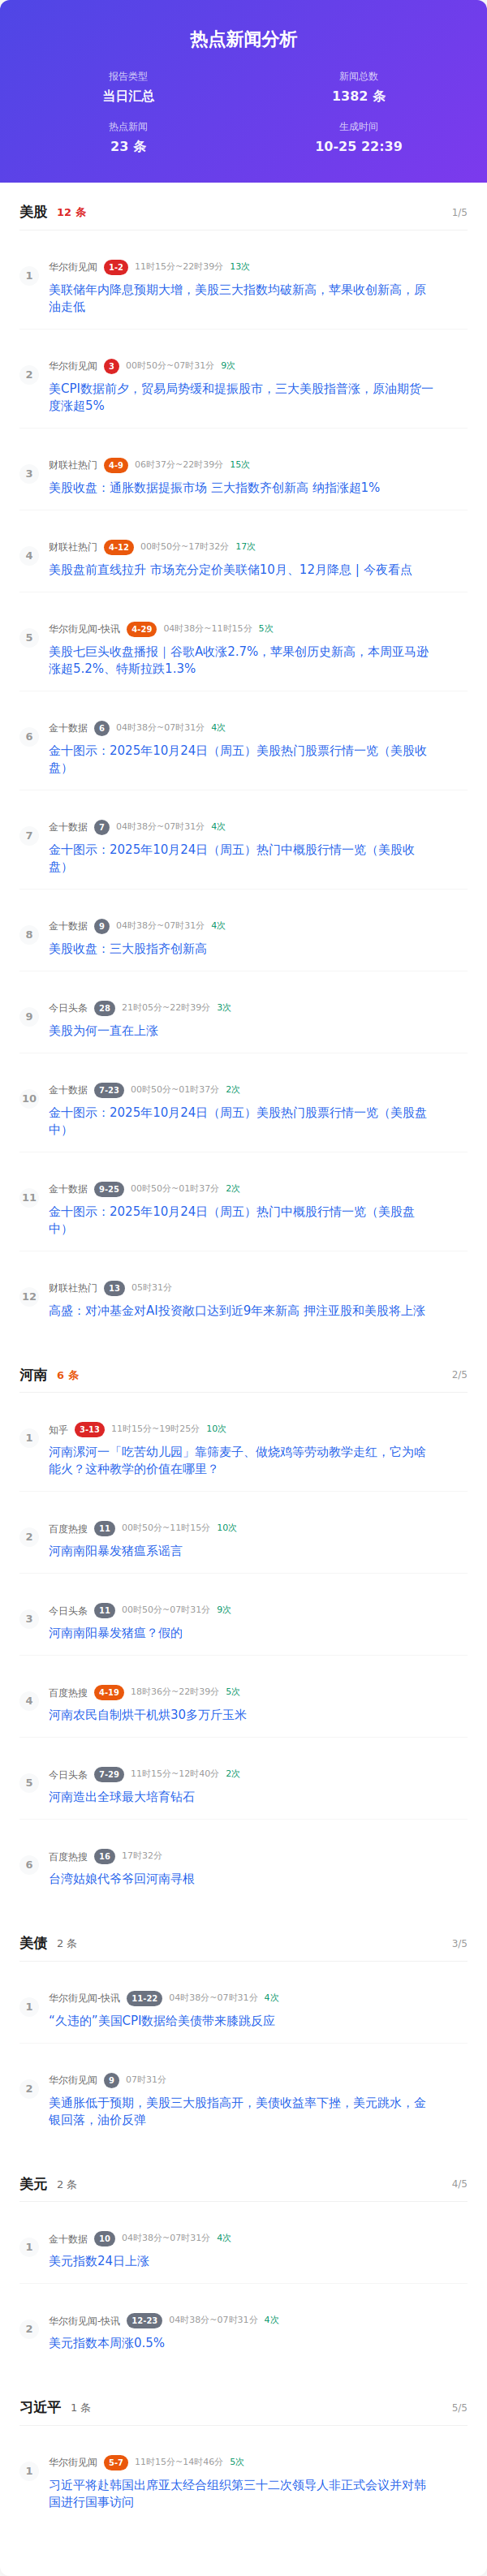 热点新闻分析
报告类型
新闻总数
当日汇总
1382 条
热点新闻
生成时间
23 条
10-25 22:39
美股 12 条 1/5
1
华尔街见闻 1-2 11时15分~22时39分 13次
美联储年内降息预期大增，美股三大指数均破新高，苹果收创新高，原
油走低
2
华尔街见闻 3 00时50分~07时31分 9次
美CPI数据前夕，贸易局势缓和提振股市，三大美股指普涨，原油期货一
度涨超5%
3
财联社热门 4-9 06时37分~22时39分 15次
美股收盘：通胀数据提振市场 三大指数齐创新高 纳指涨超1%
4
财联社热门 4-12 00时50分~17时32分 17次
美股盘前直线拉升 市场充分定价美联储10月、12月降息 | 今夜看点
5
华尔街见闻-快讯 4-29 04时38分~11时15分 5次
美股七巨头收盘播报｜谷歌A收涨2.7%，苹果创历史新高，本周亚马逊
涨超5.2%、特斯拉跌1.3%
6
金十数据 6 04时38分~07时31分 4次
金十图示：2025年10月24日（周五）美股热门股票行情一览（美股收
盘）
7
金十数据 7 04时38分~07时31分 4次
金十图示：2025年10月24日（周五）热门中概股行情一览（美股收
盘）
8
金十数据 9 04时38分~07时31分 4次
美股收盘：三大股指齐创新高
9
今日头条 28 21时05分~22时39分 3次
美股为何一直在上涨
10
金十数据 7-23 00时50分~01时37分 2次
金十图示：2025年10月24日（周五）美股热门股票行情一览（美股盘
中）
11
金十数据 9-25 00时50分~01时37分 2次
金十图示：2025年10月24日（周五）热门中概股行情一览（美股盘
中）
12
财联社热门 13 05时31分
高盛：对冲基金对AI投资敞口达到近9年来新高 押注亚股和美股将上涨
河南 6 条 2/5
1
知乎 3-13 11时15分~19时25分 10次
河南漯河一「吃苦幼儿园」靠筛麦子、做烧鸡等劳动教学走红，它为啥
能火？这种教学的价值在哪里？
2
百度热搜 11 00时50分~11时15分 10次
河南南阳暴发猪瘟系谣言
3
今日头条 11 00时50分~07时31分 9次
河南南阳暴发猪瘟？假的
4
百度热搜 4-19 18时36分~22时39分 5次
河南农民自制烘干机烘30多万斤玉米
5
今日头条 7-29 11时15分~12时40分 2次
河南造出全球最大培育钻石
6
百度热搜 16 17时32分
台湾姑娘代爷爷回河南寻根
美债 2 条 3/5
1
华尔街见闻-快讯 11-22 04时38分~07时31分 4次
“久违的”美国CPI数据给美债带来膝跳反应
2
华尔街见闻 9 07时31分
美通胀低于预期，美股三大股指高开，美债收益率下挫，美元跳水，金
银回落，油价反弹
美元 2 条 4/5
1
金十数据 10 04时38分~07时31分 4次
美元指数24日上涨
2
华尔街见闻-快讯 12-23 04时38分~07时31分 4次
美元指数本周涨0.5%
习近平 1 条 5/5
1
华尔街见闻 5-7 11时15分~14时46分 5次
习近平将赴韩国出席亚太经合组织第三十二次领导人非正式会议并对韩
国进行国事访问